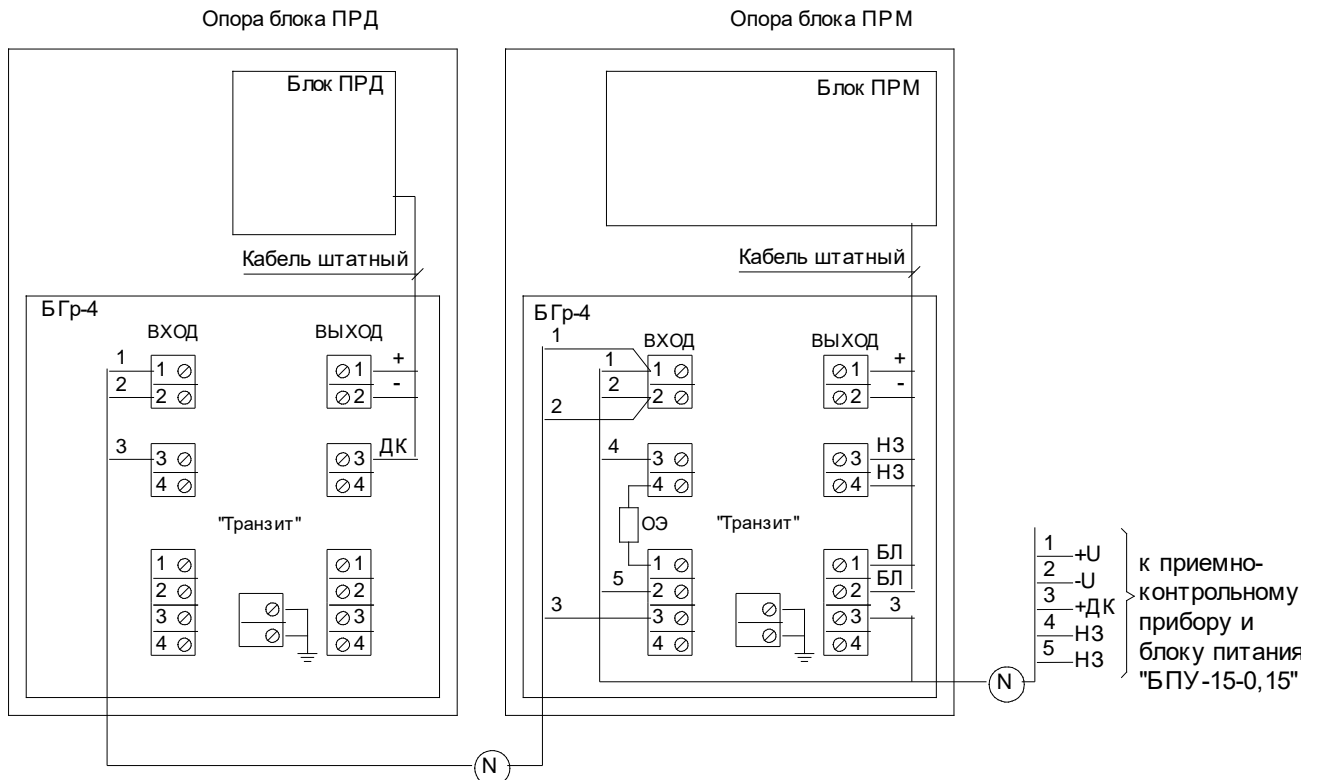 Опора блока ПРД
Опора блока ПРМ
Блок ПРД
Кабель штатный
БГр-4
ВХОД
ВЫХОД
1
1
1
+
2
2
2
-
3
3
3
ДК
4
4
"Транзит"
1
1
2
2
3
3
4
4
Блок ПРМ
Кабель штатный
БГр-4
1
ВХОД
ВЫХОД
1
1
1
+
2
2
2
-
2
4
3
3
НЗ
4
4
НЗ
ОЭ
"Транзит"
1
1
БЛ
5
2
2
БЛ
3
3
3
3
4
4
N
N
1
+U
2
-U
3
+ДК
4
НЗ
5
НЗ
к приемно-
контрольному
прибору и
блоку питания
"БПУ-15-0,15"